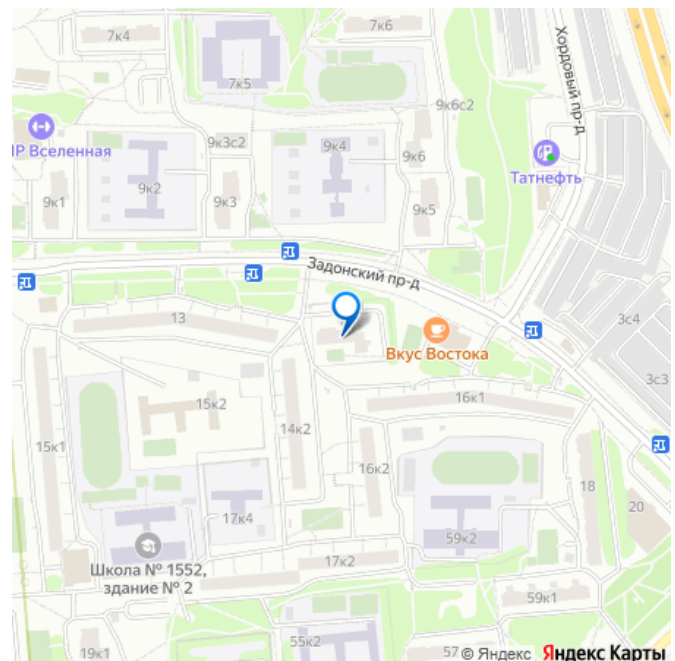 7к4
7к6
Хордовый пр-д
7к5
9к6с2
IР Вселенная
9к3с2
9к4
9к6
Татнефть
9к2
9к1
9к3
9к5
Задонский пр-д
13
3с4
Вкус Востока
3с3
16к1
15к2
14к2
15к1
16к2
18
17к4
20
59к2
Школа № 1552,
здание № 2
17к2
59к1
55к2
19к1
57
© Яндекс Яндекс Карты